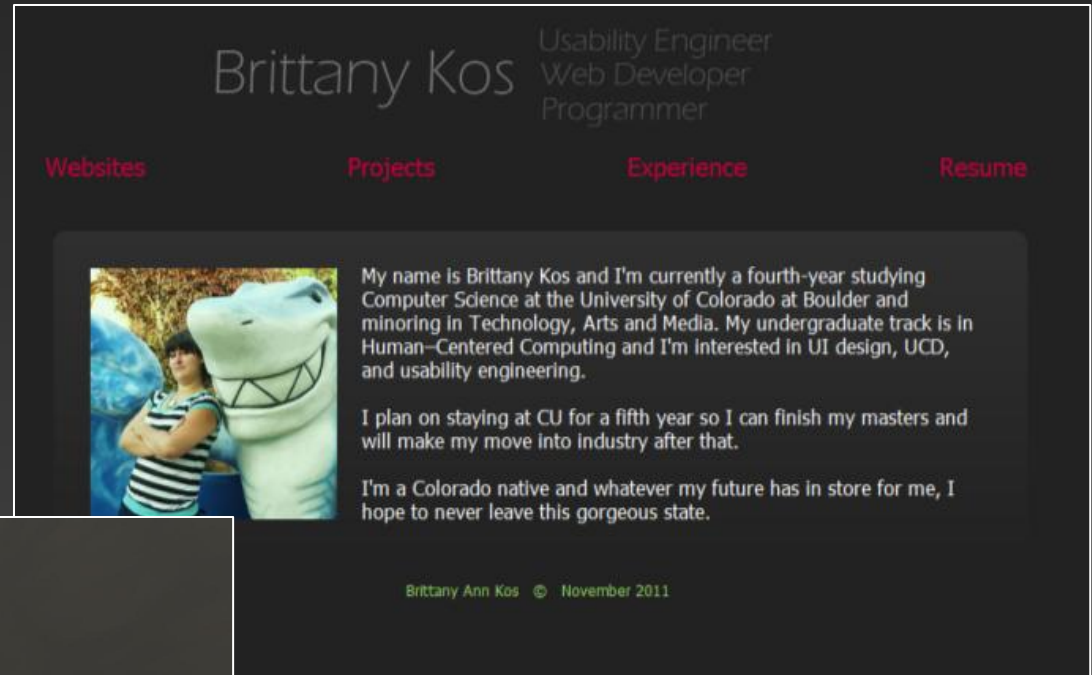 Brittany Kos
Usability Engineer
Web Developer
Programmer
Websites
Projects
Experience
Resume
My name is Brittany Kos and I'm currently a fourth-year studying
Computer Science at the University of Colorado at Boulder and
minoring in Technology, Arts and Media. My undergraduate track is in
Human–Centered Computing and I'm interested in UI design, UCD,
and usability engineering.
I plan on staying at CU for a fifth year so I can finish my masters and
will make my move into industry after that.
I'm a Colorado native and whatever my future has in store for me, I
hope to never leave this gorgeous state.
Brittany Ann Kos © November 2011